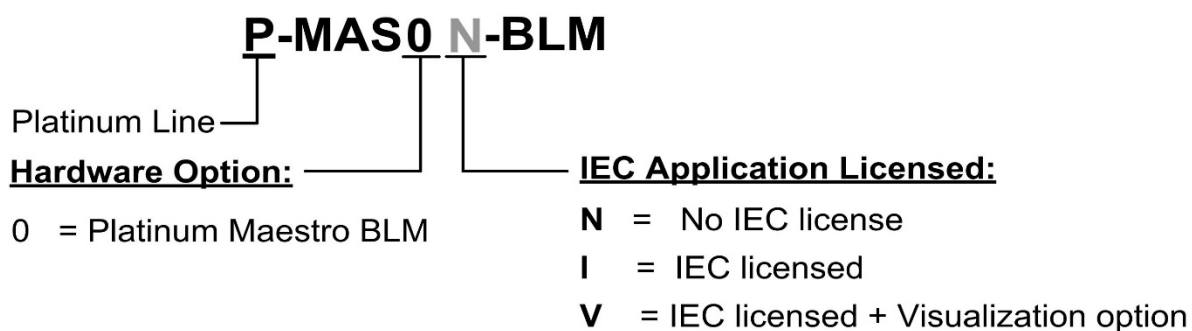 P-MAS0 N-BLM
Platinum Line
Hardware Option:
0 = Platinum Maestro BLM
IEC Application Licensed:
N = No IEC license
I = IEC licensed
V = IEC licensed + Visualization option